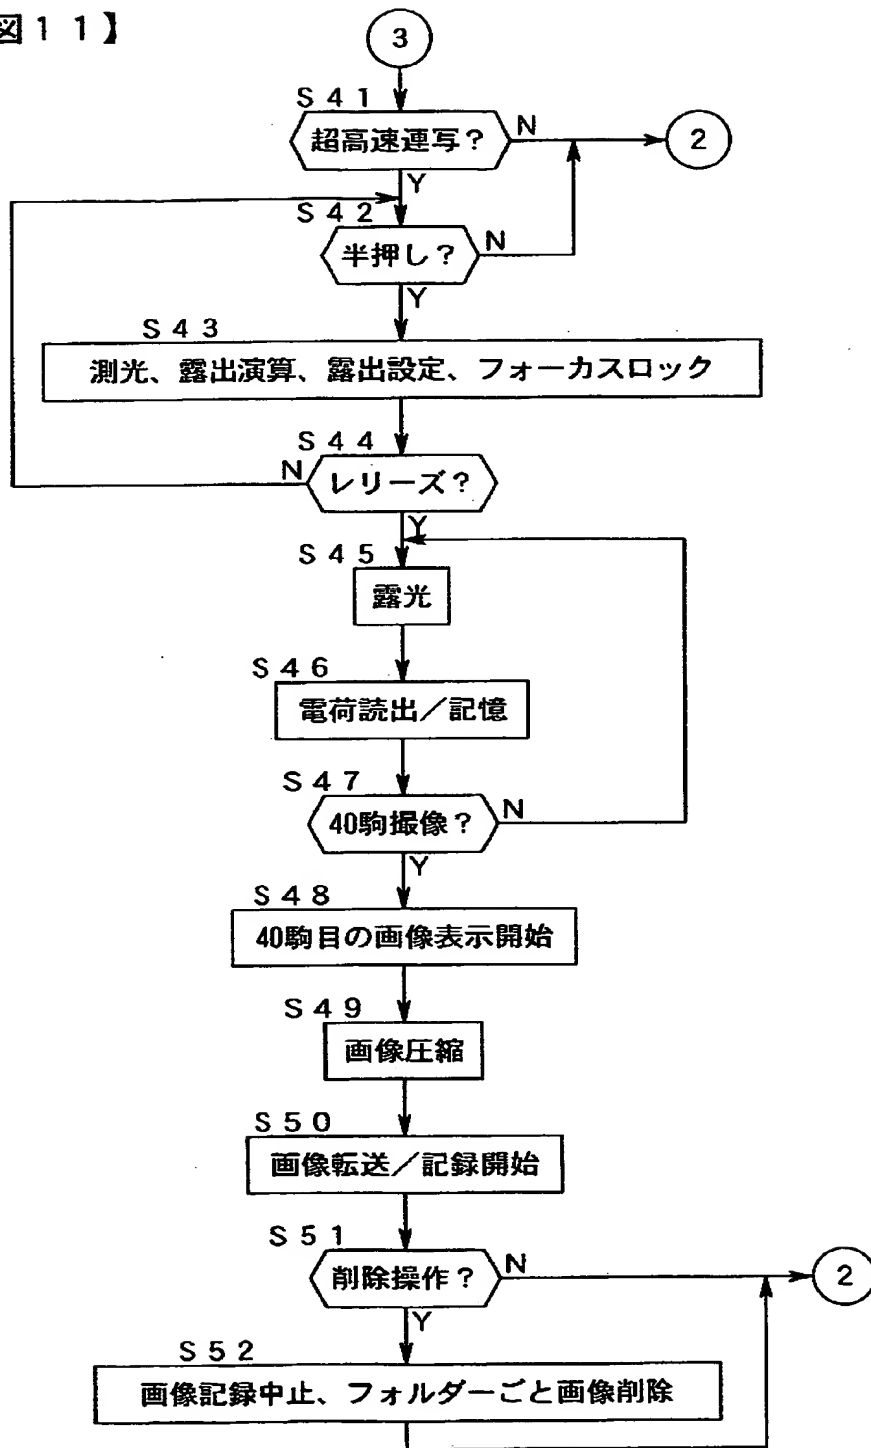 図11】
3
S41
超高速連写?
N
2
Y
S42
半押し?
N
Y
S43
測光、露出演算、露出設定、フォーカスロック
S44
N
レリーズ?
Y
S45
露光
S46
電荷読出/記憶
S47
40駒撮像?
N
Y
S48
40駒目の画像表示開始
S49
画像圧縮
S50
画像転送/記録開始
S51
削除操作?
N
2
Y
S52
画像記録中止、フォルダーごと画像削除